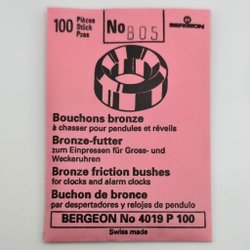 100 Pièces
Stück
Pzas
No B05
BERGEON
Bouchons bronze
à chasser pour pendules et réveils
Bronze-futter
zum Einpressen für Gross- und
Weckeruhren
Bronze friction bushes
for clocks and alarm clocks
Buchon de bronce
par despertadores y relojes de pendulo
BERGEON No 4019 P 100
Swiss made